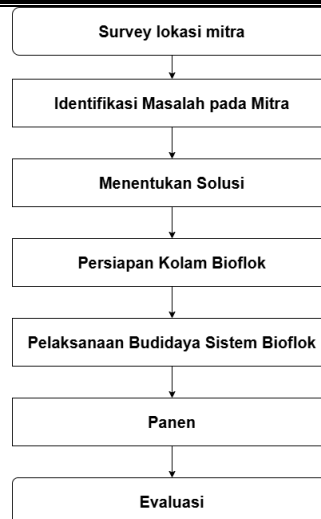 Survey lokasi mitra
Identifikasi Masalah pada Mitra
Menentukan Solusi
Persiapan Kolam Bioflok
Pelaksanaan Budidaya Sistem Bioflok
Panen
Evaluasi